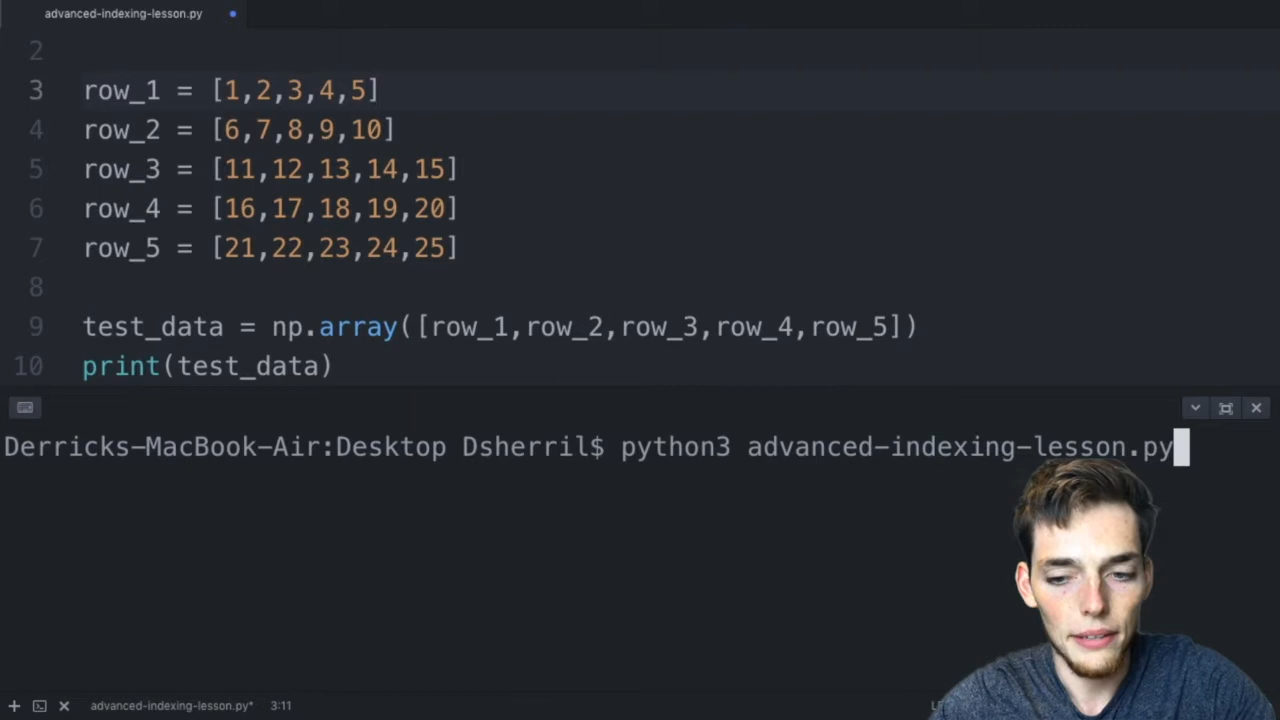 advanced-indexing-lesson.py
2
3 row_1 = [1,2,3,4,5]
4 row_2 = [6,7,8,9,10]
5 row_3 = [11,12,13,14,15]
6 row_4 = [16,17,18,19,20]
7 row_5 = [21,22,23,24,25]
8
9 test_data = np.array([row_1,row_2,row_3,row_4,row_5])
10 print(test_data)
Derricks-MacBook-Air:Desktop Dsherril$ python3 advanced-indexing-lesson.py
advanced-indexing-lesson.py* 3:11